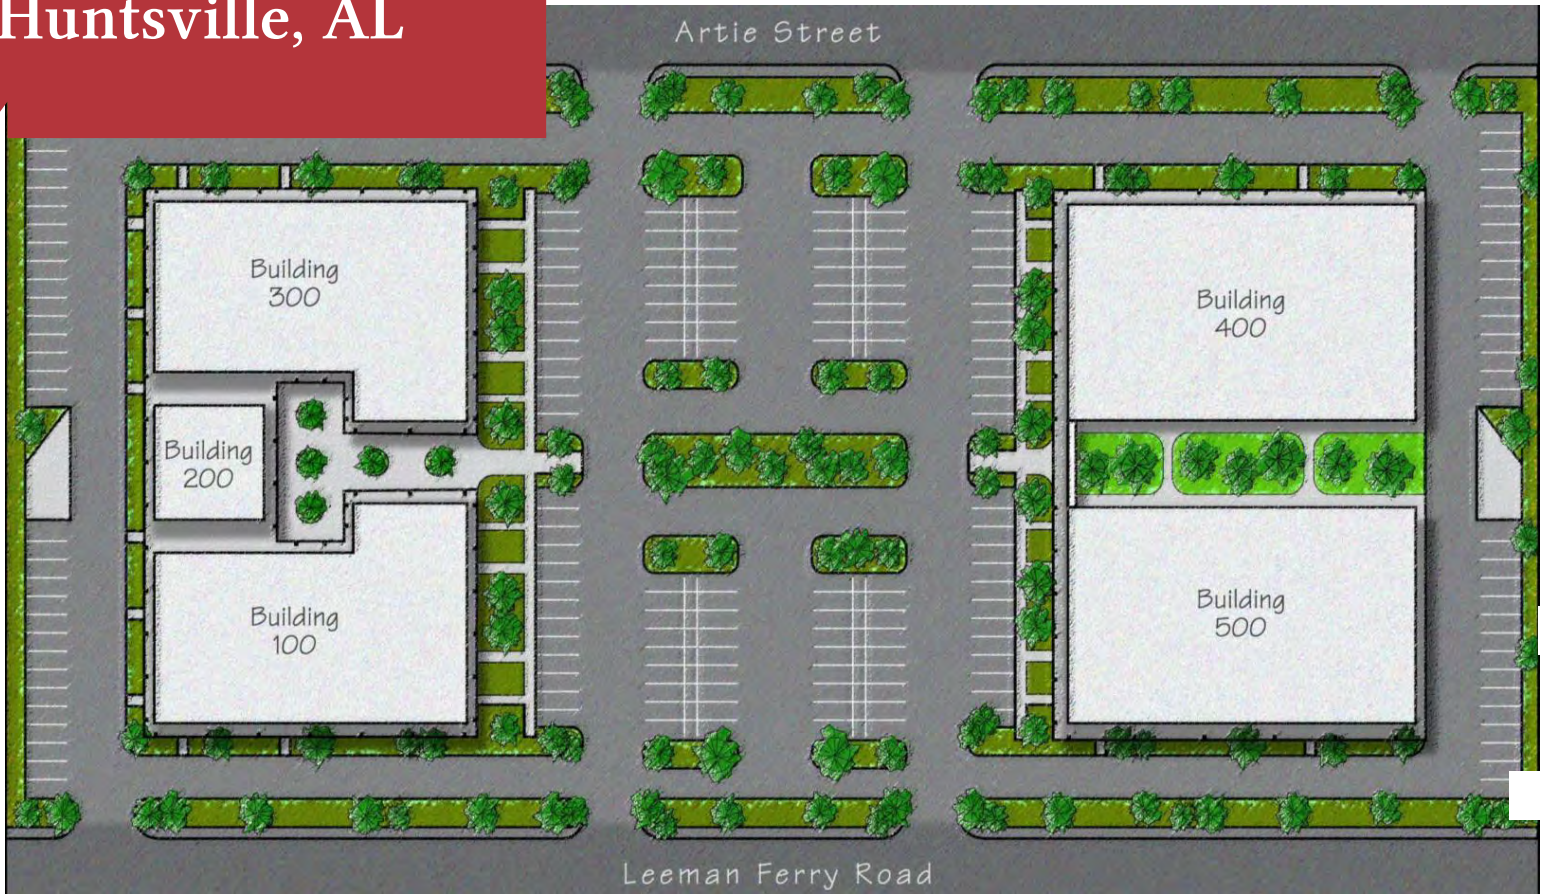 Huntsville, AL
Artie Street
Building
300
Building
400
Building
200
Building
100
Building
500
Leeman Ferry Road